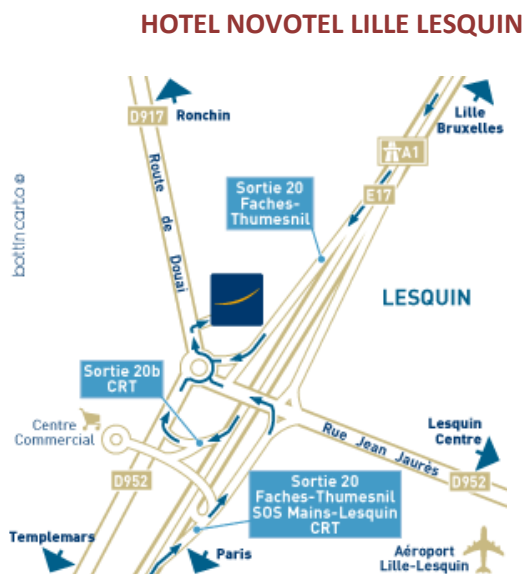 HOTEL NOVOTEL LILLE LESQUIN
D917
Ronchin
Lille
Bruxelles
A1
E17
Route de Douai
Sortie 20
Faches-
Thumesnil
bottincarto ©
LESQUIN
Sortie 20b
CRT
Centre
Commercial
Rue Jean Jaurès
Lesquin
Centre
D952
D952
Sortie 20
Faches-Thumesnil
SOS Mains-Lesquin
CRT
Templemars
Paris
Aéroport
Lille-Lesquin